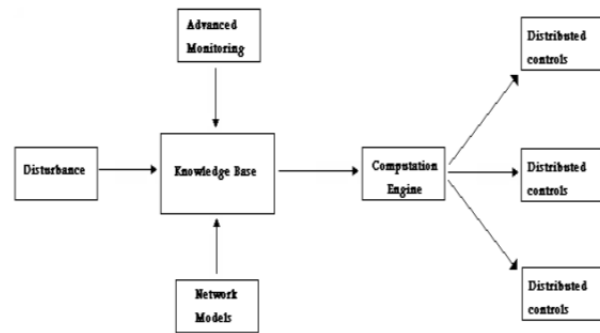 Advanced
Monitoring
Distributed
controls
Disturbance
Knowledge Base
Computation
Engine
Distributed
controls
Network
Models
Distributed
controls